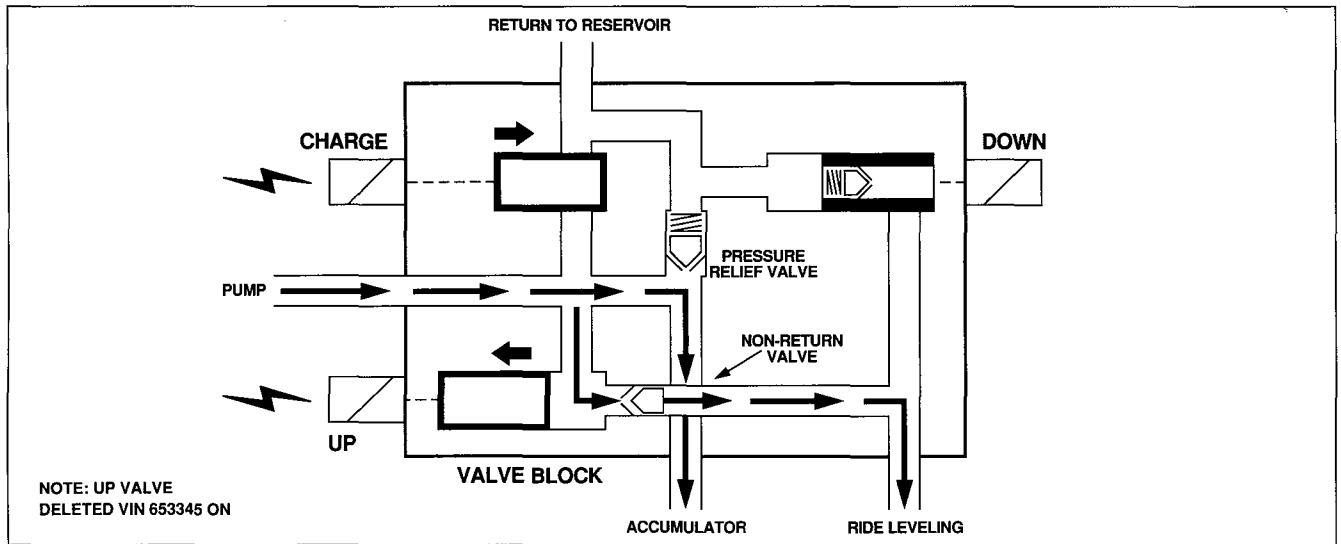 RETURN TO RESERVOIR
CHARGE
DOWN
PRESSURE
RELIEF VALVE
PUMP
NON-RETURN
VALVE
UP
VALVE BLOCK
NOTE: UP VALVE
DELETED VIN 653345 ON
ACCUMULATOR
RIDE LEVELING